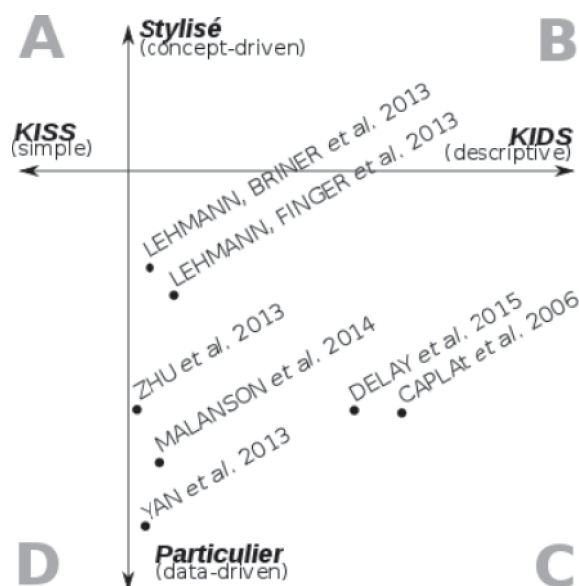 A
B
Stylisé
(concept-driven)
KISS
(simple)
KIDS
(descriptive)
LEHMANN, BRINER et al. 2013
LEHMANN, FINGER et al. 2013
ZHU et al. 2013
MALANSON et al. 2014
DELAY et al. 2015
CAPLAt et al. 2006
YAN et al. 2013
D
Particulier
(data-driven)
C